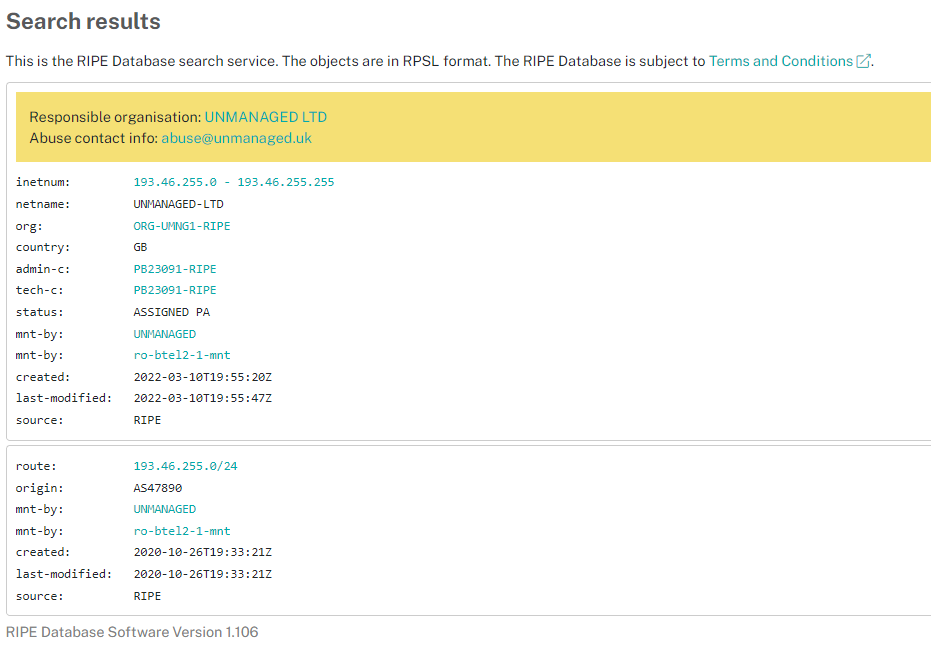 Search results
This is the RIPE Database search service. The objects are in RPSL format. The RIPE Database is subject to Terms and Conditions.
Responsible organisation: UNMANAGED LTD
Abuse contact info: abuse@unmanaged.uk
inetnum: 193.46.255.0 - 193.46.255.255
netname: UNMANAGED-LTD
org: ORG-UMNG1-RIPE
country: GB
admin-c: PB23091-RIPE
tech-c: PB23091-RIPE
status: ASSIGNED PA
mnt-by: UNMANAGED
mnt-by: ro-btel2-1-mnt
created: 2022-03-10T19:55:20Z
last-modified: 2022-03-10T19:55:47Z
source: RIPE
route: 193.46.255.0/24
origin: AS47890
mnt-by: UNMANAGED
mnt-by: ro-btel2-1-mnt
created: 2020-10-26T19:33:21Z
last-modified: 2020-10-26T19:33:21Z
source: RIPE
RIPE Database Software Version 1.106